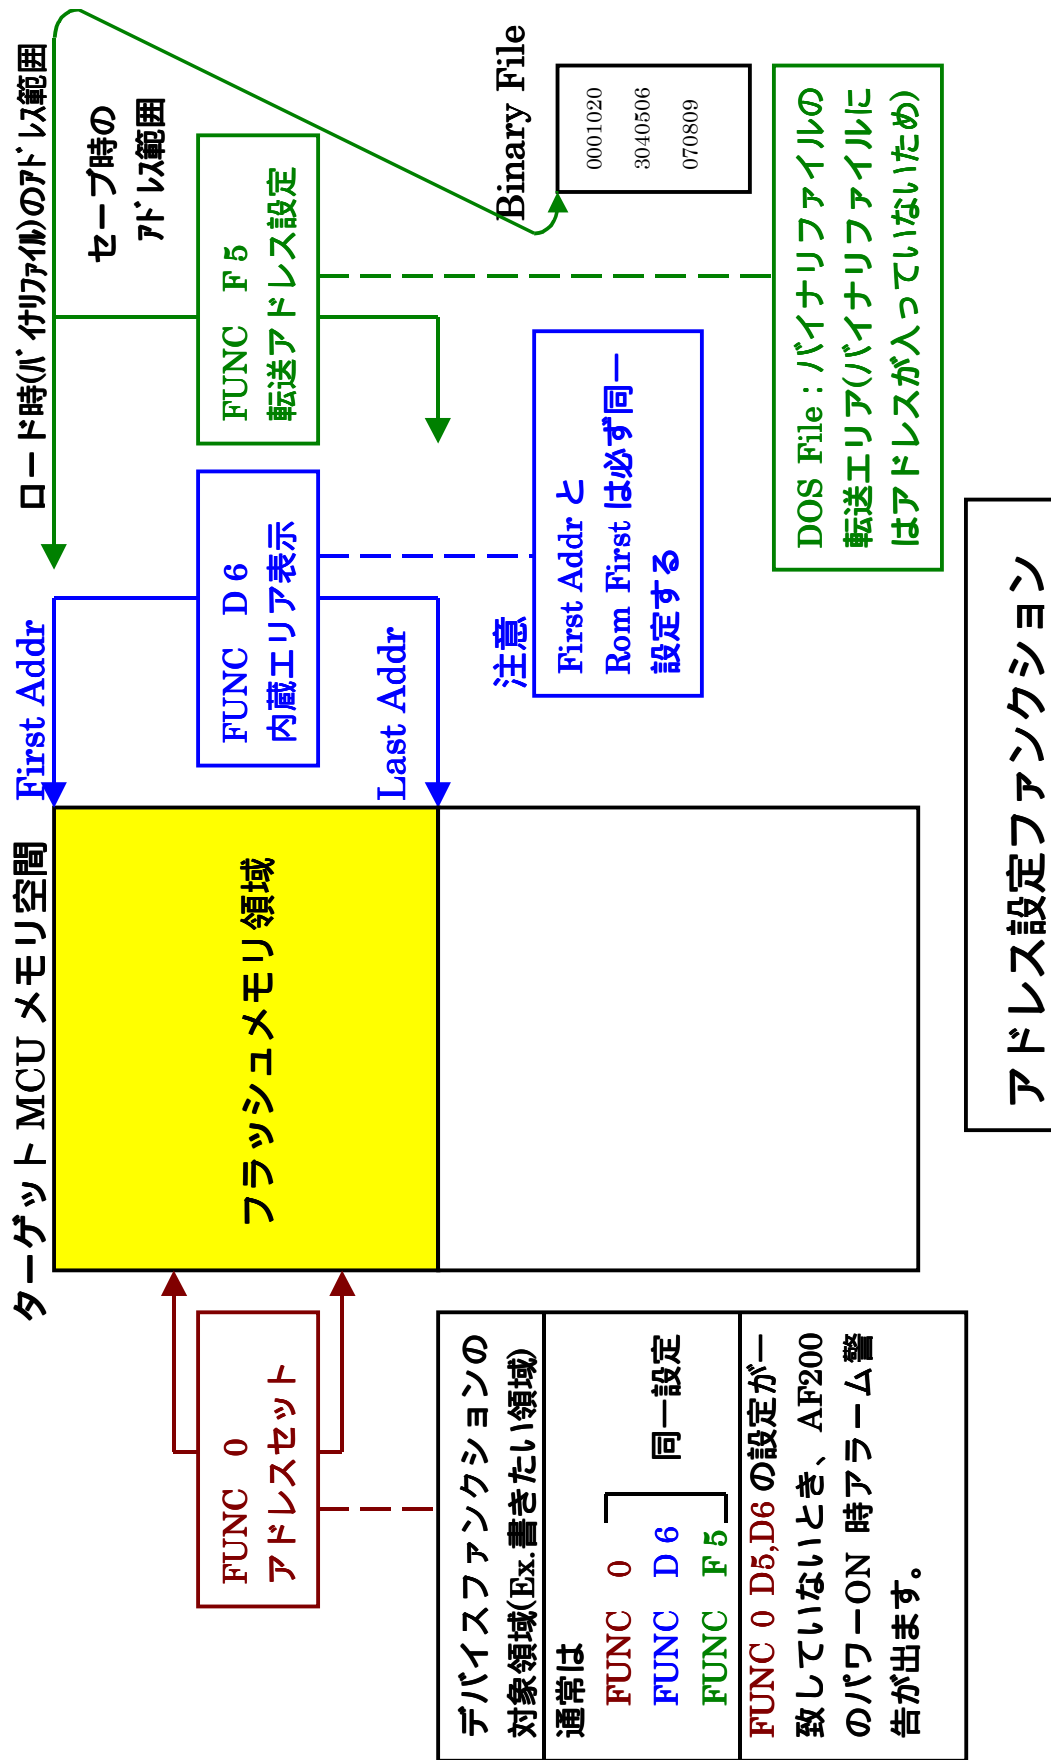 ターゲット MCU メモリ空間
First Addr
ロード時(バイナリファイル)のアドレス範囲
セーブ時の
アドレス範囲
FUNC 0
アドレスセット
フラッシュメモリ領域
FUNC D6
内蔵エリア表示
FUNC F5
転送アドレス設定
Last Addr
デバイスファンクションの
対象領域(Ex.書きたい領域)
通常は
FUNC 0
FUNC D6
FUNC F5
同一設定
FUNC 0 D5,D6 の設定が一
致していないとき、AF200
のパワーON 時アラーム警
告が出ます。
注意
First Addr と
Rom First は必ず同一
設定する
Binary File
00001020
3040506
070809
DOS File : バイナリファイルの
転送エリア(バイナリファイルに
はアドレスが入っていないため)
アドレス設定ファンクション